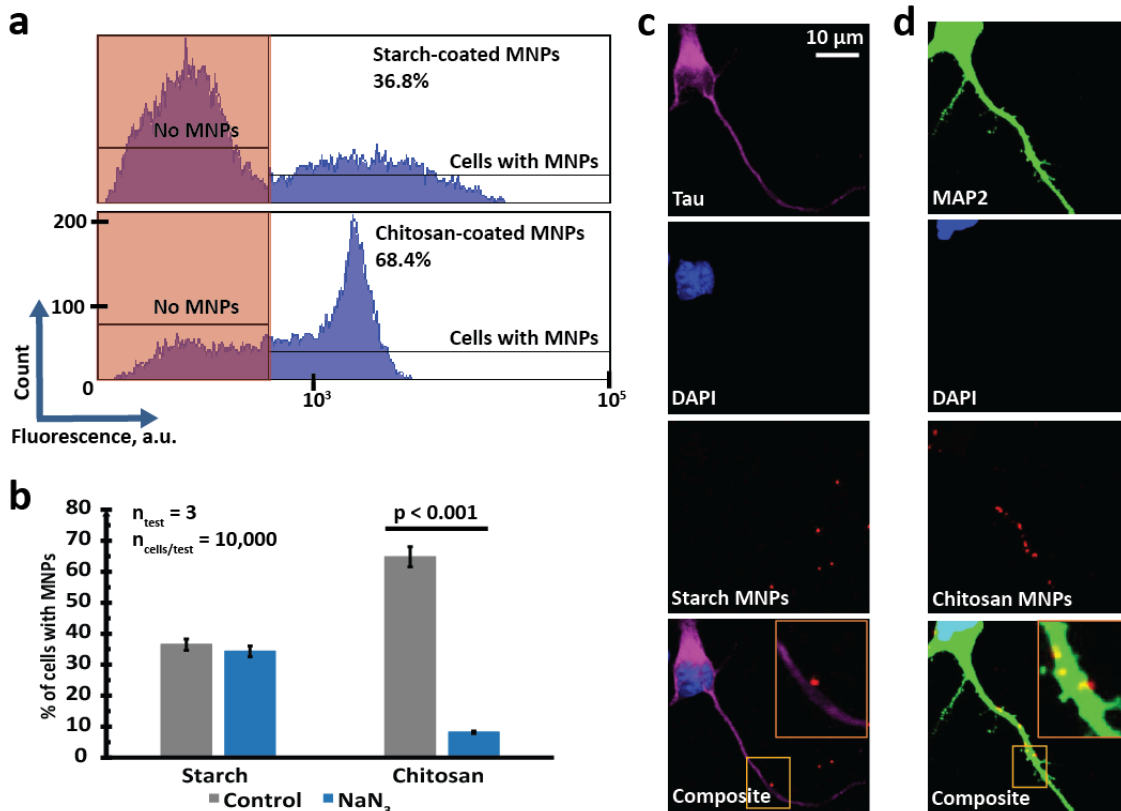 a
Starch-coated MNPs
36.8%
No MNPs
Cells with MNPs
200
Chitosan-coated MNPs
68.4%
100
No MNPs
Cells with MNPs
Count
0
10³
10⁵
Fluorescence, a.u.
b
n_test = 3
n_cells/test = 10,000
p < 0.001
% of cells with MNPs
80
70
60
50
40
30
20
10
0
Starch
Chitosan
Control
NaN₃
c
10 µm
Tau
DAPI
Starch MNPs
Composite
d
MAP2
DAPI
Chitosan MNPs
Composite